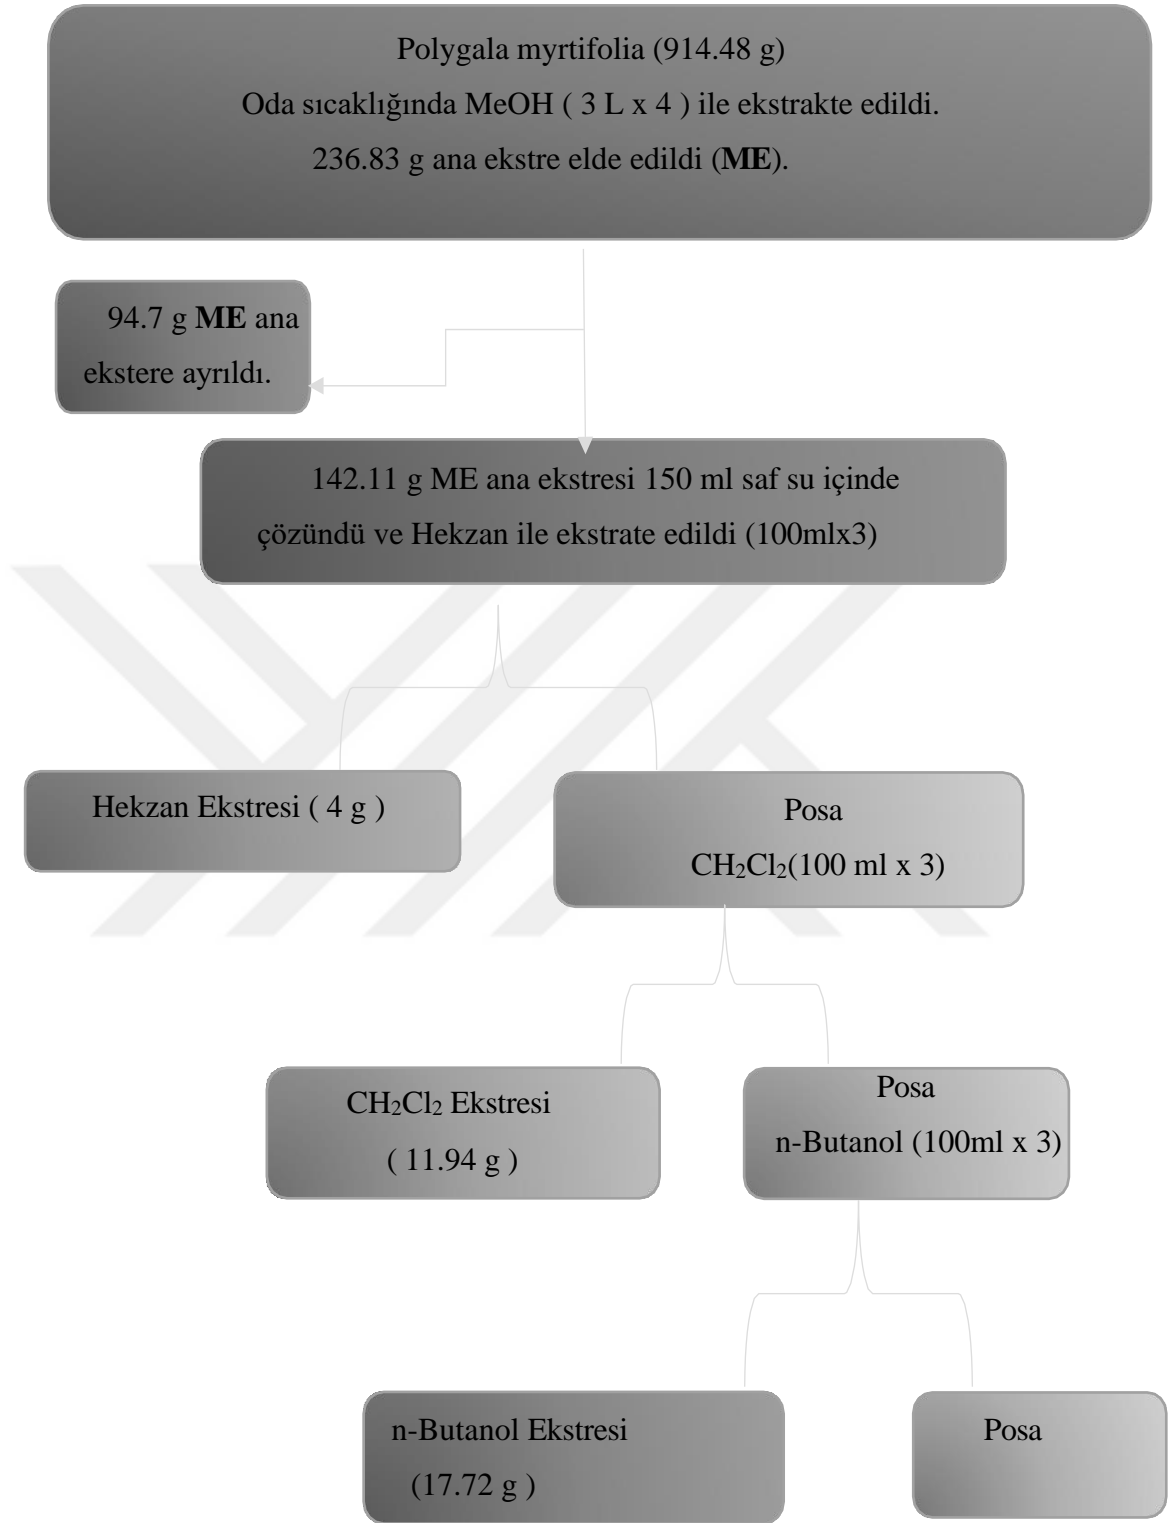 Polygala myrtifolia (914.48 g)
Oda sıcaklığında MeOH ( 3 L x 4 ) ile ekstrakte edildi.
236.83 g ana ekstre elde edildi (ME).
94.7 g ME ana
ekstere ayrıldı.
142.11 g ME ana ekstresi 150 ml saf su içinde
çözündü ve Hekzan ile ekstrate edildi (100mlx3)
Hekzan Ekstresi ( 4 g )
Posa
CH₂Cl₂(100 ml x 3)
CH₂Cl₂ Ekstresi
( 11.94 g )
Posa
n-Butanol (100ml x 3)
n-Butanol Ekstresi
(17.72 g )
Posa